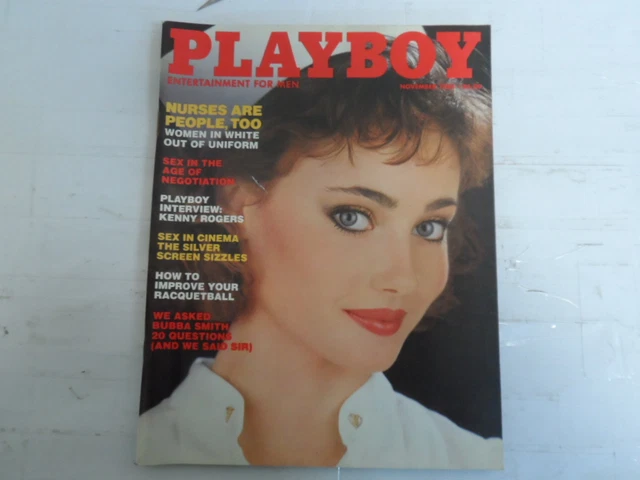 PLAYBOY
ENTERTAINMENT FOR MEN
NOVEMBER
NURSES ARE
PEOPLE, TOO
WOMEN IN WHITE
OUT OF UNIFORM
SEX IN THE
AGE OF
NEGOTIATION
PLAYBOY
INTERVIEW:
KENNY ROGERS
SEX IN CINEMA
THE SILVER
SCREEN SIZZLES
HOW TO
IMPROVE YOUR
RACQUETBALL
WE ASKED
BUBBA SMITH
20 QUESTIONS
(AND WE SAID SIR)